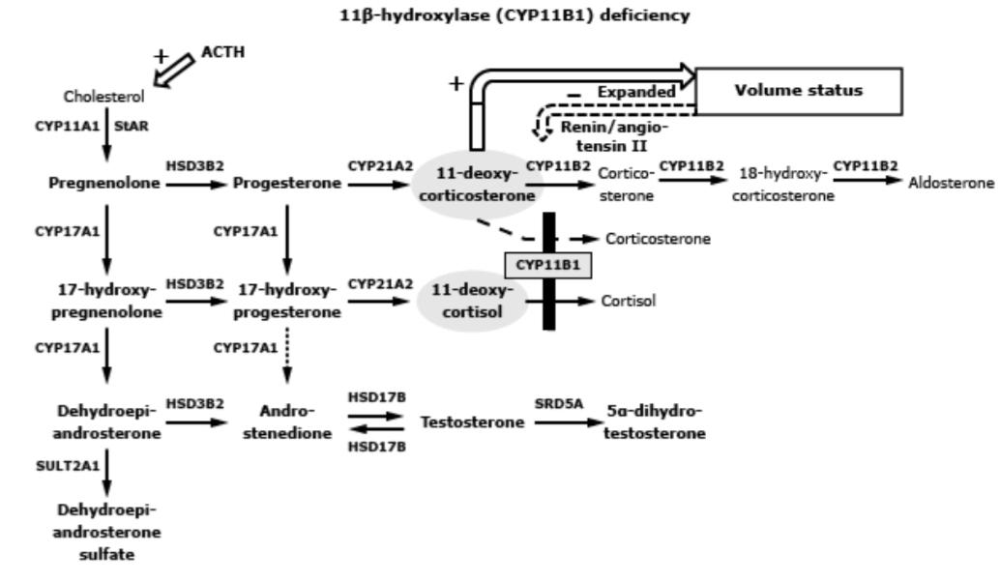 11β-hydroxylase (CYP11B1) deficiency
+
ACTH
Cholesterol
CYP11A1
StAR
+
Expanded
–
Volume status
Renin/angio-
tensin II
Pregnenolone
HSD3B2
Progesterone
CYP21A2
11-deoxy-
corticosterone
CYP11B2
Cortico-
sterone
CYP11B2
18-hydroxy-
corticosterone
CYP11B2
Aldosterone
CYP17A1
CYP17A1
Corticosterone
CYP11B1
17-hydroxy-
pregnenolone
HSD3B2
17-hydroxy-
progesterone
CYP21A2
11-deoxy-
cortisol
Cortisol
CYP17A1
CYP17A1
Dehydroepi-
androsterone
HSD3B2
Andro-
stenedione
HSD17B
HSD17B
Testosterone
SRD5A
5α-dihydro-
testosterone
SULT2A1
Dehydroepi-
androsterone
sulfate